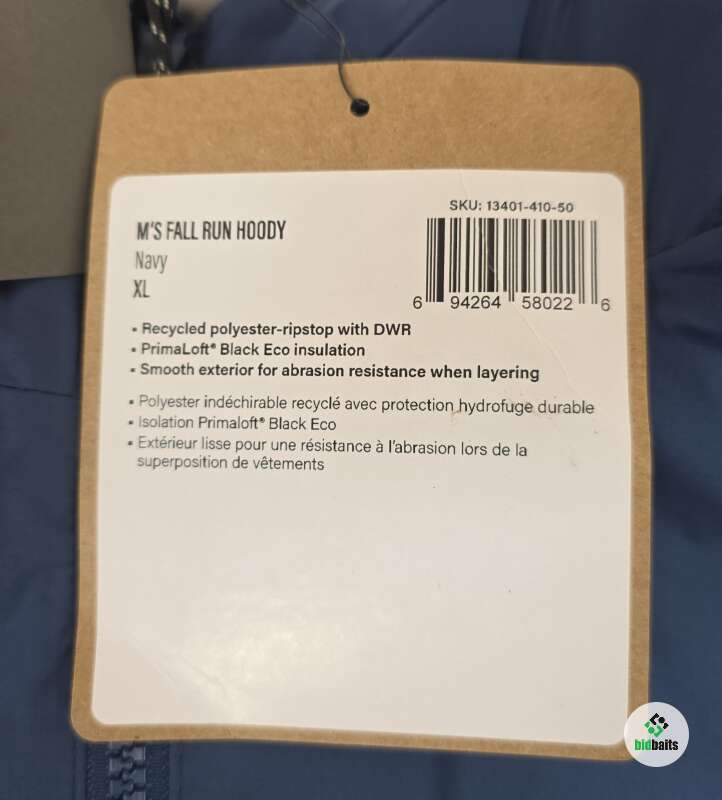 SKU: 13401-410-50
M'S FALL RUN HOODY
Navy
XL
6 94264 58022 6
• Recycled polyester-ripstop with DWR
• PrimaLoft® Black Eco insulation
• Smooth exterior for abrasion resistance when layering
• Polyester indéchirable recyclé avec protection hydrofuge durable
• Isolation Primaloft® Black Eco
• Extérieur lisse pour une résistance à l'abrasion lors de la
superposition de vêtements
bidbaits